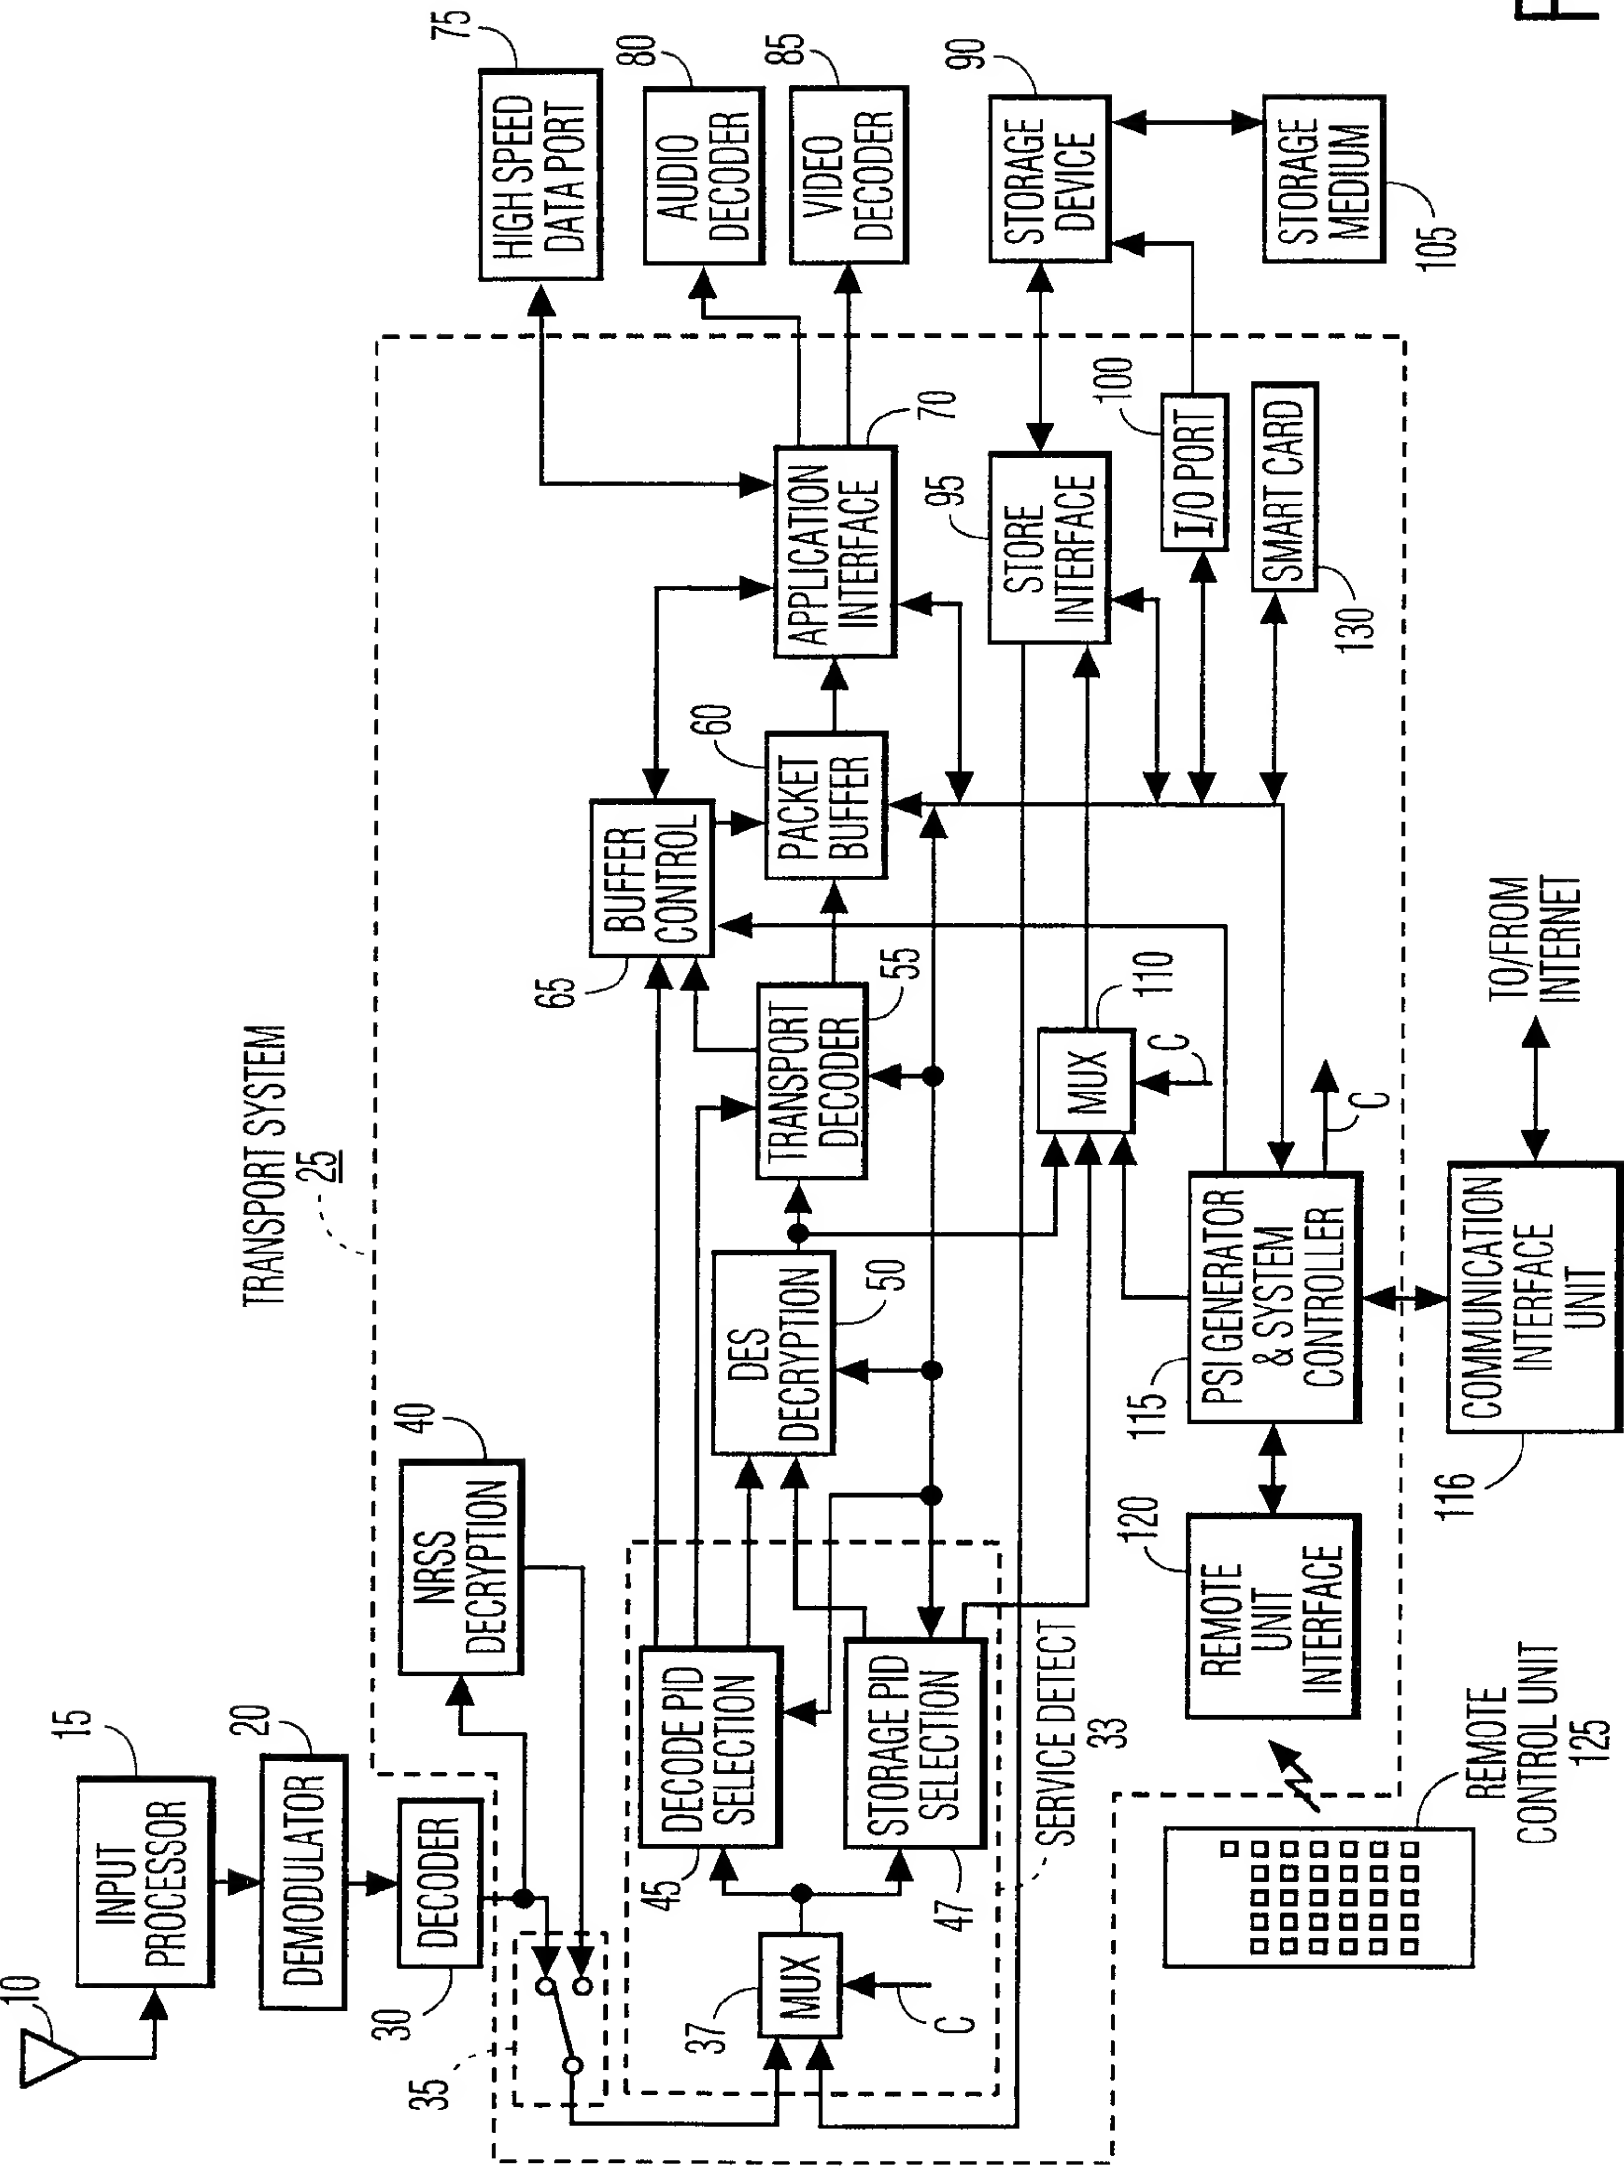 10
INPUT
PROCESSOR
15
DEMODULATOR
20
DECODER
30
35
NRSS
DECRYPTION
40
TRANSPORT SYSTEM
25
MUX
37
C
DECODE PID
SELECTION
45
STORAGE PID
SELECTION
47
SERVICE DETECT
33
DES
DECRYPTION
50
TRANSPORT
DECODER
55
BUFFER
CONTROL
65
PACKET
BUFFER
60
APPLICATION
INTERFACE
70
HIGH SPEED
DATA PORT
75
AUDIO
DECODER
80
VIDEO
DECODER
85
STORAGE
DEVICE
90
STORE
INTERFACE
95
I/O PORT
100
STORAGE
MEDIUM
105
SMART CARD
130
MUX
110
C
PSI GENERATOR
& SYSTEM
CONTROLLER
115
C
COMMUNICATION
INTERFACE
UNIT
116
TO/FROM
INTERNET
REMOTE
UNIT
INTERFACE
120
REMOTE
CONTROL UNIT
125